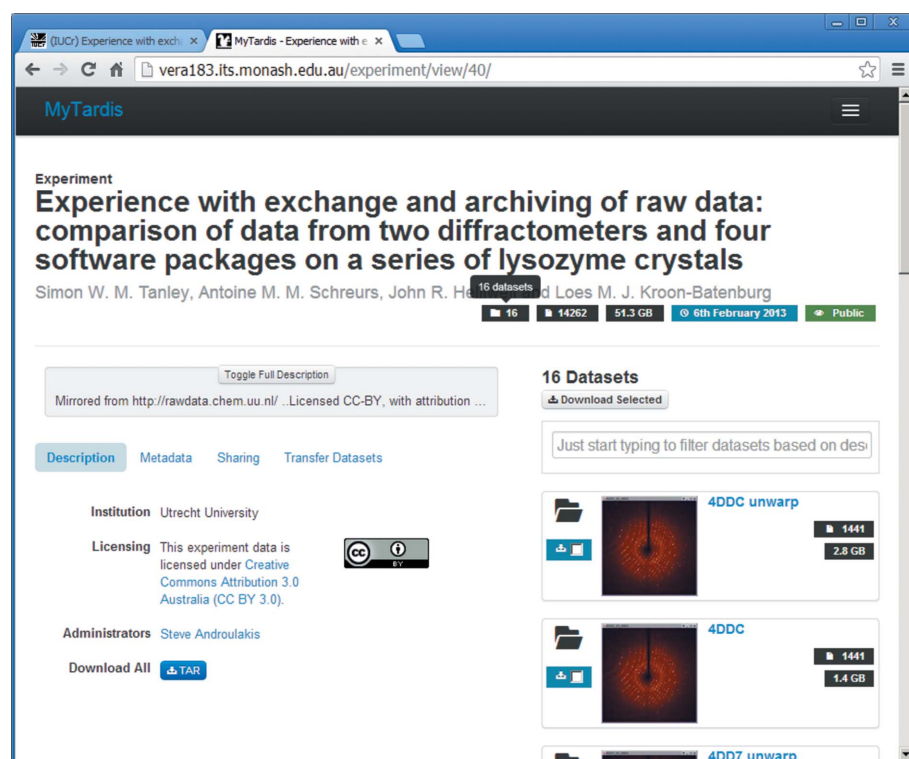 (IUCr) Experience with exch
MyTardis - Experience with e
vera183.its.monash.edu.au/experiment/view/40/
MyTardis
Experiment
Experience with exchange and archiving of raw data:
comparison of data from two diffractometers and four
software packages on a series of lysozyme crystals
16 datasets
Simon W. M. Tanley, Antoine M. M. Schreurs, John R. He d Loes M. J. Kroon-Batenburg
16 14262 51.3 GB 6th February 2013 Public
Toggle Full Description
Mirrored from http://rawdata.chem.uu.nl/ ..Licensed CC-BY, with attribution ...
16 Datasets
Download Selected
Just start typing to filter datasets based on des
Description Metadata Sharing Transfer Datasets
Institution Utrecht University
Licensing This experiment data is
licensed under Creative
Commons Attribution 3.0
Australia (CC BY 3.0).
cc BY
Administrators Steve Androulakis
Download All TAR
4DDC unwarp
1441
2.8 GB
4DDC
1441
1.4 GB
4DD7 unwarp